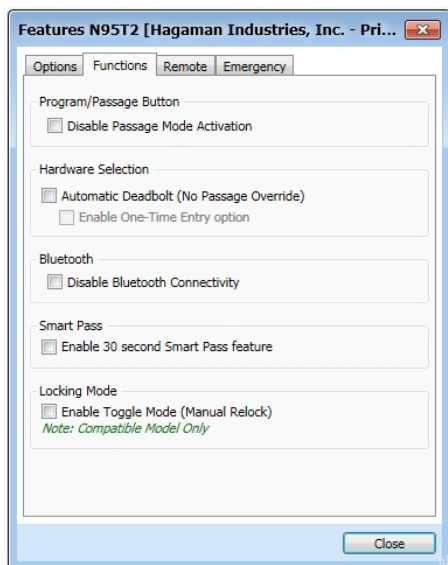 Features N95T2 [Hagaman Industries, Inc. - Pri...
Options Functions Remote Emergency
Program/Passage Button
Disable Passage Mode Activation
Hardware Selection
Automatic Deadbolt (No Passage Override)
Enable One-Time Entry option
Bluetooth
Disable Bluetooth Connectivity
Smart Pass
Enable 30 second Smart Pass feature
Locking Mode
Enable Toggle Mode (Manual Relock)
Note: Compatible Model Only
Close